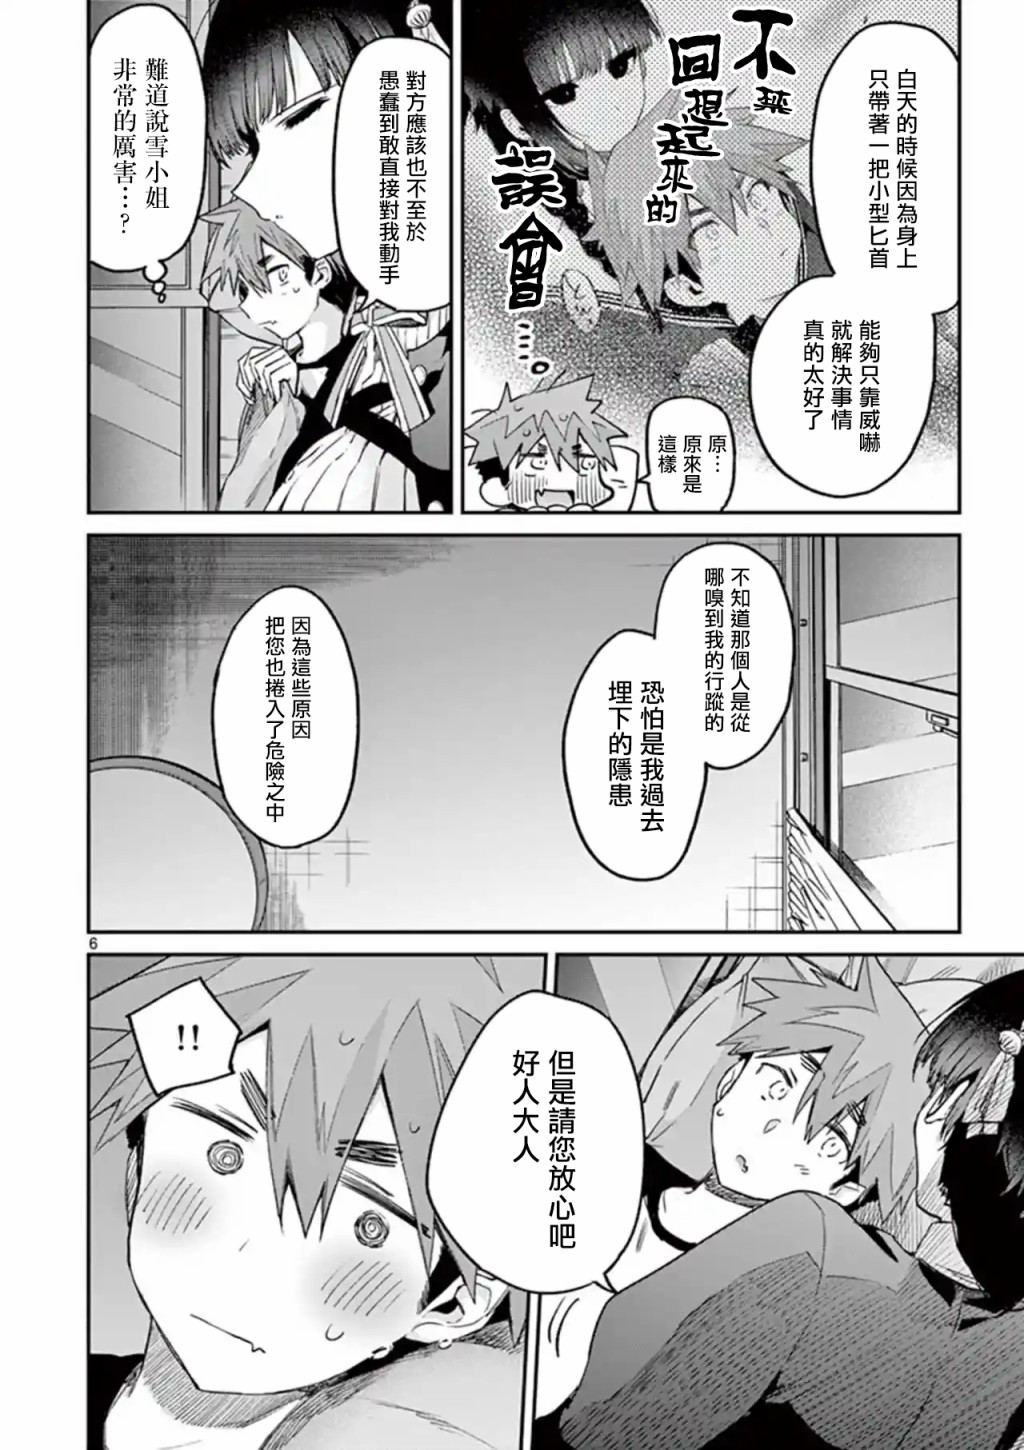 白天的時候因為身上
只帶著一把小型匕首
能夠只靠威嚇
就解決事情
真的太好了
不想
回想起來的
誤會…
原…
原來是
這樣
對方應該也不至於
愚蠢到敢直接對我動手
難道說雪小姐
非常的厲害…?
不知道那個人是從
哪嗅到我的行蹤的
恐怕是我過去
埋下的隱患
因為這些原因
把您也捲入了危險之中
6
但是請您放心吧
好人大人
!!